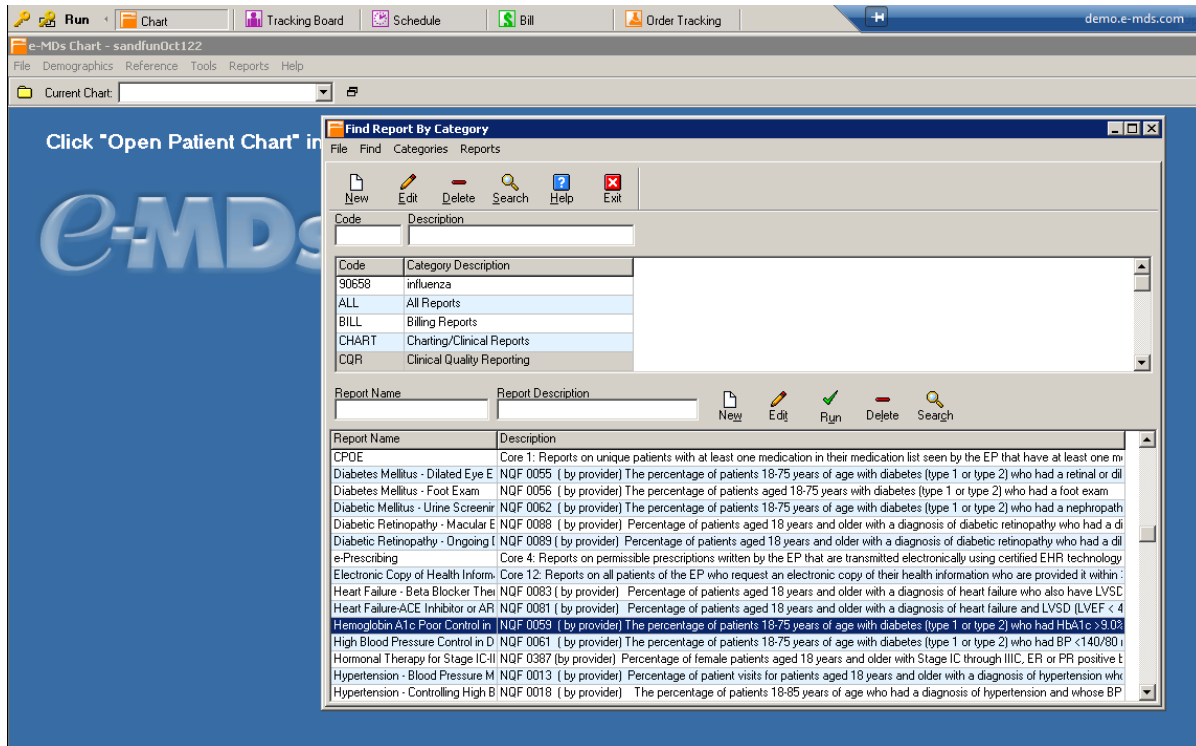 Run Chart Tracking Board Schedule Bill Order Tracking demo.e-mds.com
e-MDs Chart - sandfunOct122
File Demographics Reference Tools Reports Help
Current Chart:
Click "Open Patient Chart" in
e-MDs
Find Report By Category
File Find Categories Reports
New Edit Delete Search Help Exit
Code Description
Code Category Description
90658 influenza
ALL All Reports
BILL Billing Reports
CHART Charting/Clinical Reports
CQR Clinical Quality Reporting
Report Name Report Description
New Edit Run Delete Search
Report Name Description
CPOE Core 1: Reports on unique patients with at least one medication in their medication list seen by the EP that have at least one m
Diabetes Mellitus - Dilated Eye E NQF 0055 ( by provider) The percentage of patients 18-75 years of age with diabetes (type 1 or type 2) who had a retinal or dil
Diabetes Mellitus - Foot Exam NQF 0056 ( by provider) The percentage of patients aged 18-75 years with diabetes (type 1 or type 2) who had a foot exam
Diabetic Mellitus - Urine Screenir NQF 0062 ( by provider) The percentage of patients 18-75 years of age with diabetes (type 1 or type 2) who had a nephropath
Diabetic Retinopathy - Macular E NQF 0088 ( by provider) Percentage of patients aged 18 years and older with a diagnosis of diabetic retinopathy who had a di
Diabetic Retinopathy - Ongoing NQF 0089 ( by provider) Percentage of patients aged 18 years and older with a diagnosis of diabetic retinopathy who had a dil
e-Prescribing Core 4: Reports on permissible prescriptions written by the EP that are transmitted electronically using certified EHR technology
Electronic Copy of Health Inform Core 12: Reports on all patients of the EP who request an electronic copy of their health information who are provided it within
Heart Failure - Beta Blocker Ther NQF 0083 ( by provider) Percentage of patients aged 18 years and older with a diagnosis of heart failure who also have LVSD
Heart Failure-ACE Inhibitor or AR NQF 0081 ( by provider) Percentage of patients aged 18 years and older with a diagnosis of heart failure and LVSD (LVEF < 4
Hemoglobin A1c Poor Control in NQF 0059 ( by provider) The percentage of patients 18-75 years of age with diabetes (type 1 or type 2) who had HbA1c >9.0%
High Blood Pressure Control in D NQF 0061 ( by provider) The percentage of patients 18-75 years of age with diabetes (type 1 or type 2) who had BP <140/80
Hormonal Therapy for Stage IC-II NQF 0387 (by provider) Percentage of female patients aged 18 years and older with Stage IC through IIIC, ER or PR positive
Hypertension - Blood Pressure M NQF 0013 ( by provider) Percentage of patient visits for patients aged 18 years and older with a diagnosis of hypertension who
Hypertension - Controlling High B NQF 0018 ( by provider) The percentage of patients 18-85 years of age who had a diagnosis of hypertension and whose BP